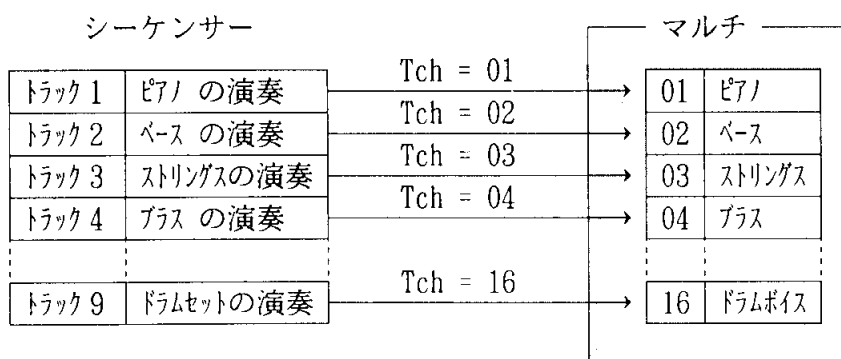 シーケンサー
マルチ
ﾄﾗｯｸ 1 ﾋﾟｱﾉ の演奏 Tch = 01 01 ﾋﾟｱﾉ
ﾄﾗｯｸ 2 ﾍﾞｰｽ の演奏 Tch = 02 02 ﾍﾞｰｽ
ﾄﾗｯｸ 3 ｽﾄﾘﾝｸﾞｽの演奏 Tch = 03 03 ｽﾄﾘﾝｸﾞｽ
ﾄﾗｯｸ 4 ﾌﾞﾗｽ の演奏 Tch = 04 04 ﾌﾞﾗｽ
ﾄﾗｯｸ 9 ﾄﾞﾗﾑｾｯﾄの演奏 Tch = 16 16 ﾄﾞﾗﾑﾎﾞｲｽ